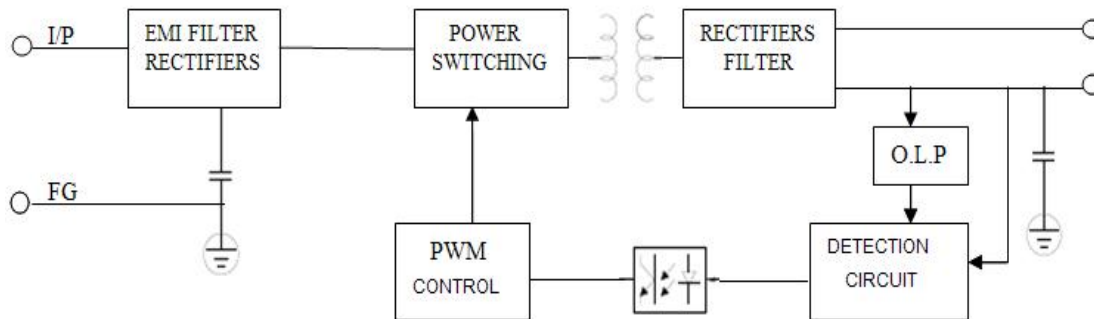 I/P
EMI FILTER
RECTIFIERS
POWER
SWITCHING
RECTIFIERS
FILTER
O.L.P
FG
PWM
CONTROL
DETECTION
CIRCUIT